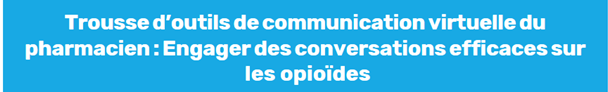 Trousse d’outils de communication virtuelle du
pharmacien : Engager des conversations efficaces sur
les opioïdes